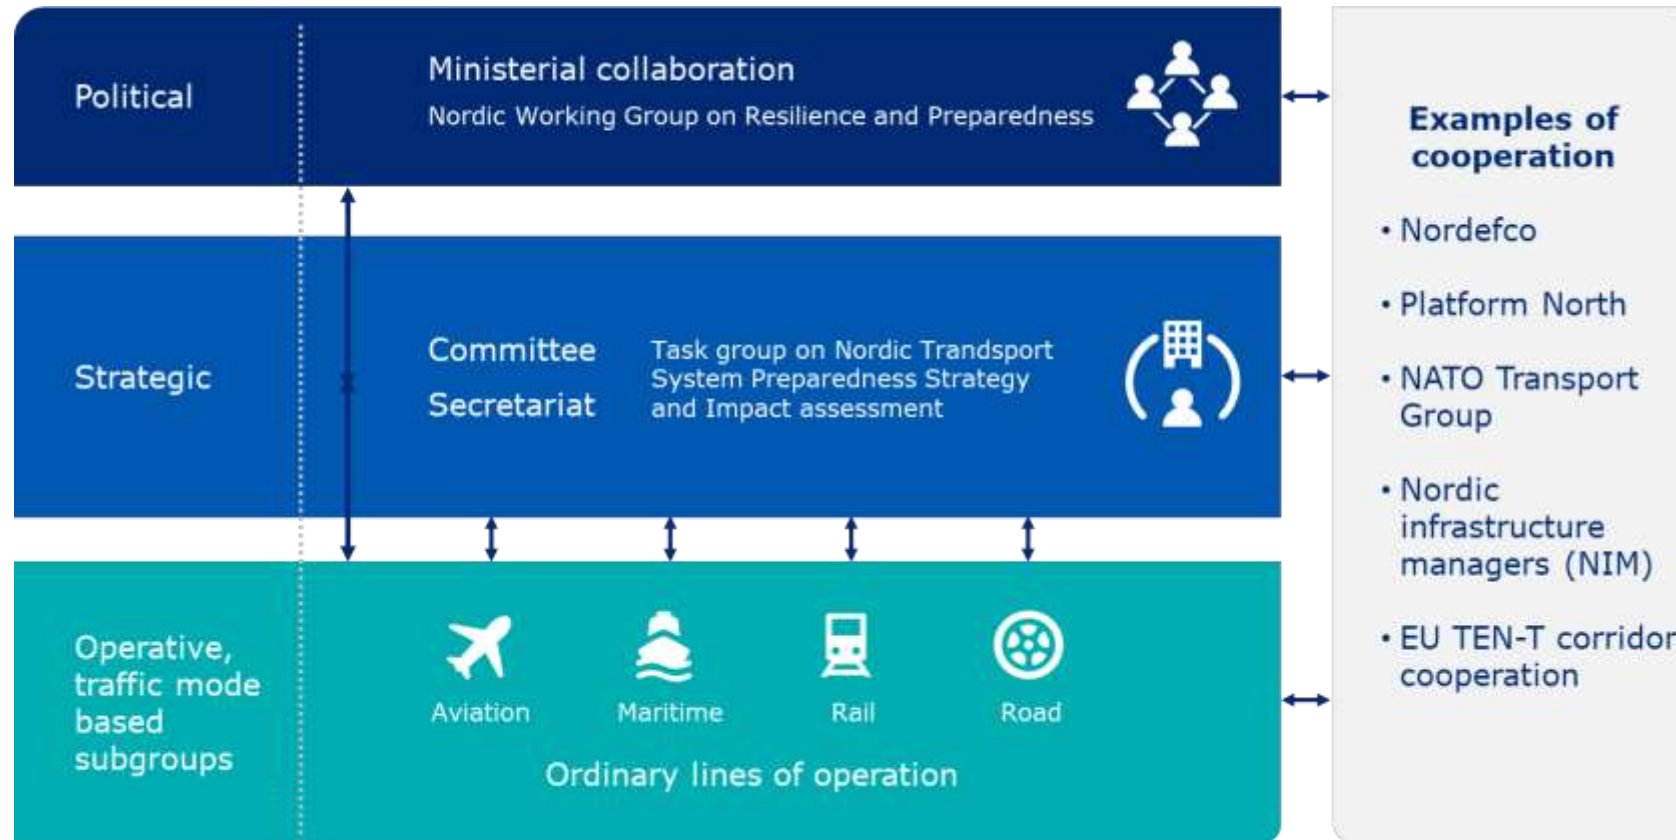 Political
Ministerial collaboration
Nordic Working Group on Resilience and Preparedness
Strategic
Committee
Secretariat
Task group on Nordic Trandsport
System Preparedness Strategy
and Impact assessment
Operative,
traffic mode
based
subgroups
Aviation
Maritime
Rail
Road
Ordinary lines of operation
Examples of
cooperation
• Nordefco
• Platform North
• NATO Transport
Group
• Nordic
infrastructure
managers (NIM)
• EU TEN-T corridor
cooperation